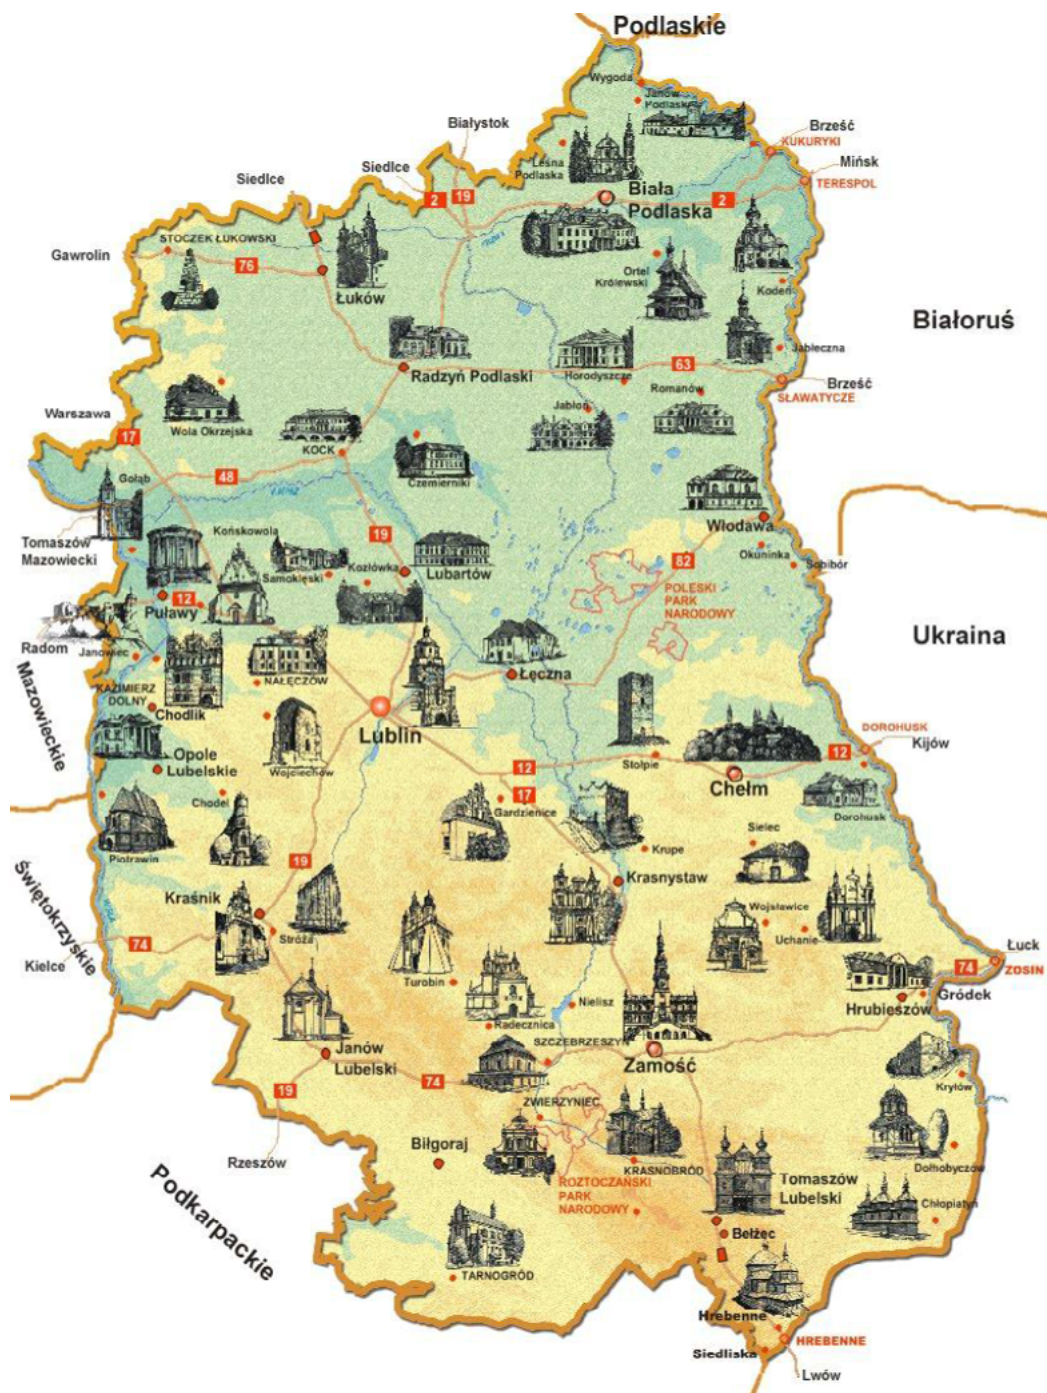 Podlaskie
Wygoda
Janów
Podlaski
Białystok
Brześć
KUKURYKI
Leśna
Podlaska
Siedlce
Mińsk
TERESPOL
Siedlce
Biała
Podlaska
2
19
2
STOCZEK ŁUKOWSKI
Gawrolin
76
Ortel
Królewski
Kodeń
Łuków
Białoruś
Jabłeczna
63
Radzyń Podlaski
Horodyszcze
Romanów
Brześć
SŁAWATYCZE
Warszawa
17
Wola Okrzejska
Jabłoń
KOCK
Gołąb
48
Czemierniki
Włodawa
Tomaszów
Mazowiecki
Końskowola
19
Samoklęski
Kozłówka
Lubartów
82
Okuninka
Sobibór
POLESKI
PARK
NARODOWY
Puławy
12
Radom
Janowiec
Ukraina
Mazowieckie
NAŁĘCZÓW
KAZIMIERZ
DOLNY
Chodlik
Łęczna
Lublin
DOROHUSK
Kijów
12
Opole
Lubelskie
Wojciechów
Stołpie
12
Chełm
17
Chodel
Gardzienice
Dorohusk
Piotrawin
Sielec
Krupe
19
Krasnystaw
Świętokrzyskie
Kraśnik
Wojsławice
Stróża
Uchanie
74
Kielce
Łuck
74
ZOSIN
Turobin
Gródek
Hrubieszów
Nielisz
Radecznica
SZCZEBRZESZYN
Janów
Lubelski
Zamość
74
19
Kryłów
ZWIERZYNIEC
Rzeszów
Biłgoraj
KRASNOBRÓD
Dołhobyczów
ROZTOCZAŃSKI
PARK
NARODOWY
Tomaszów
Lubelski
Chłopiatyn
Podkarpackie
Bełżec
TARNOGRÓD
Hrebenne
HREBENNE
Siedliska
Lwów